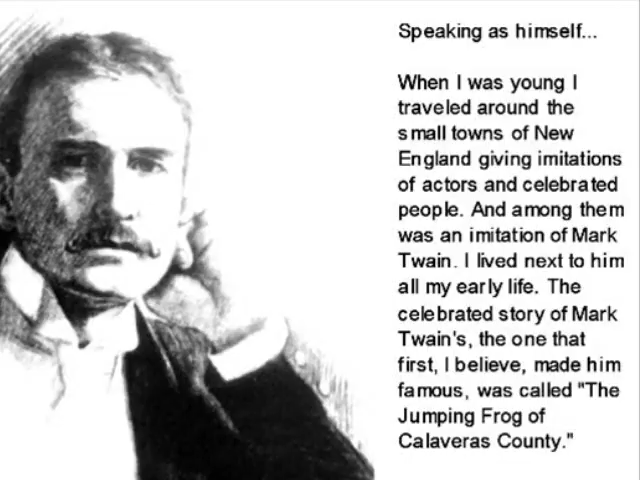 Speaking as himself...
When I was young I
traveled around the
small towns of New
England giving imitations
of actors and celebrated
people. And among them
was an imitation of Mark
Twain. I lived next to him
all my early life. The
celebrated story of Mark
Twain's, the one that
first, I believe, made him
famous, was called "The
Jumping Frog of
Calaveras County."